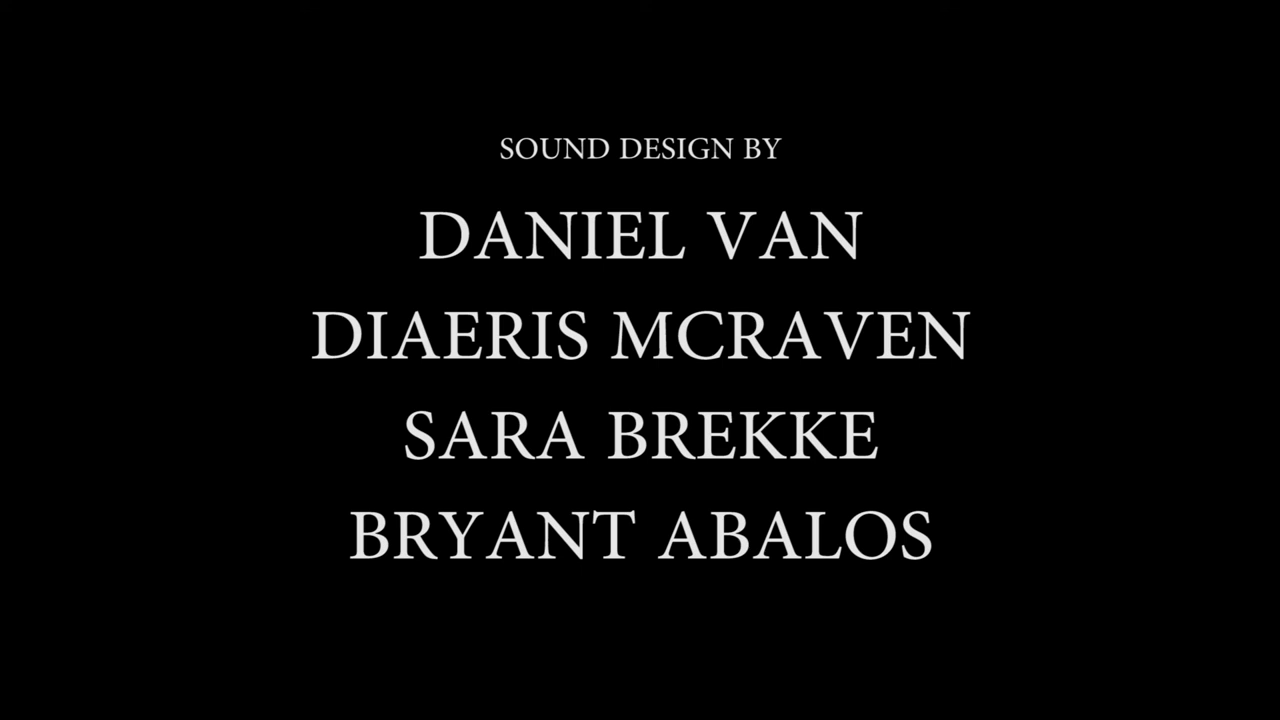 SOUND DESIGN BY
DANIEL VAN
DIAERIS MCRAVEN
SARA BREKKE
BRYANT ABALOS